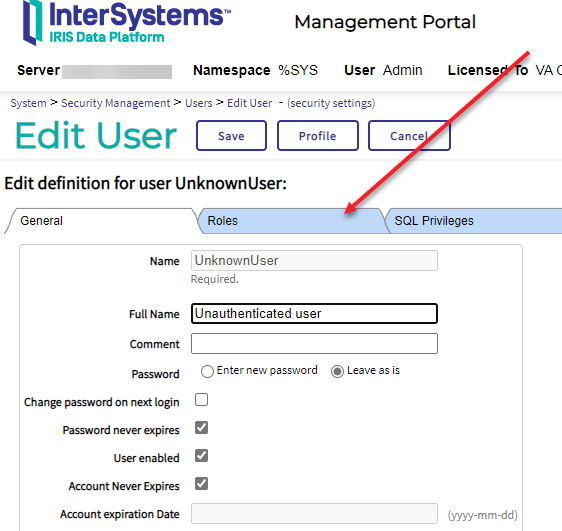 InterSystems™
IRIS Data Platform
Management Portal
Server Namespace %SYS User Admin Licensed To VA
System > Security Management > Users > Edit User - (security settings)
Edit User Save Profile Cancel
Edit definition for user UnknownUser:
General Roles SQL Privileges
Name UnknownUser
Required.
Full Name Unauthenticated user
Comment
Password Enter new password Leave as is
Change password on next login
Password never expires
User enabled
Account Never Expires
Account expiration Date (yyyy-mm-dd)